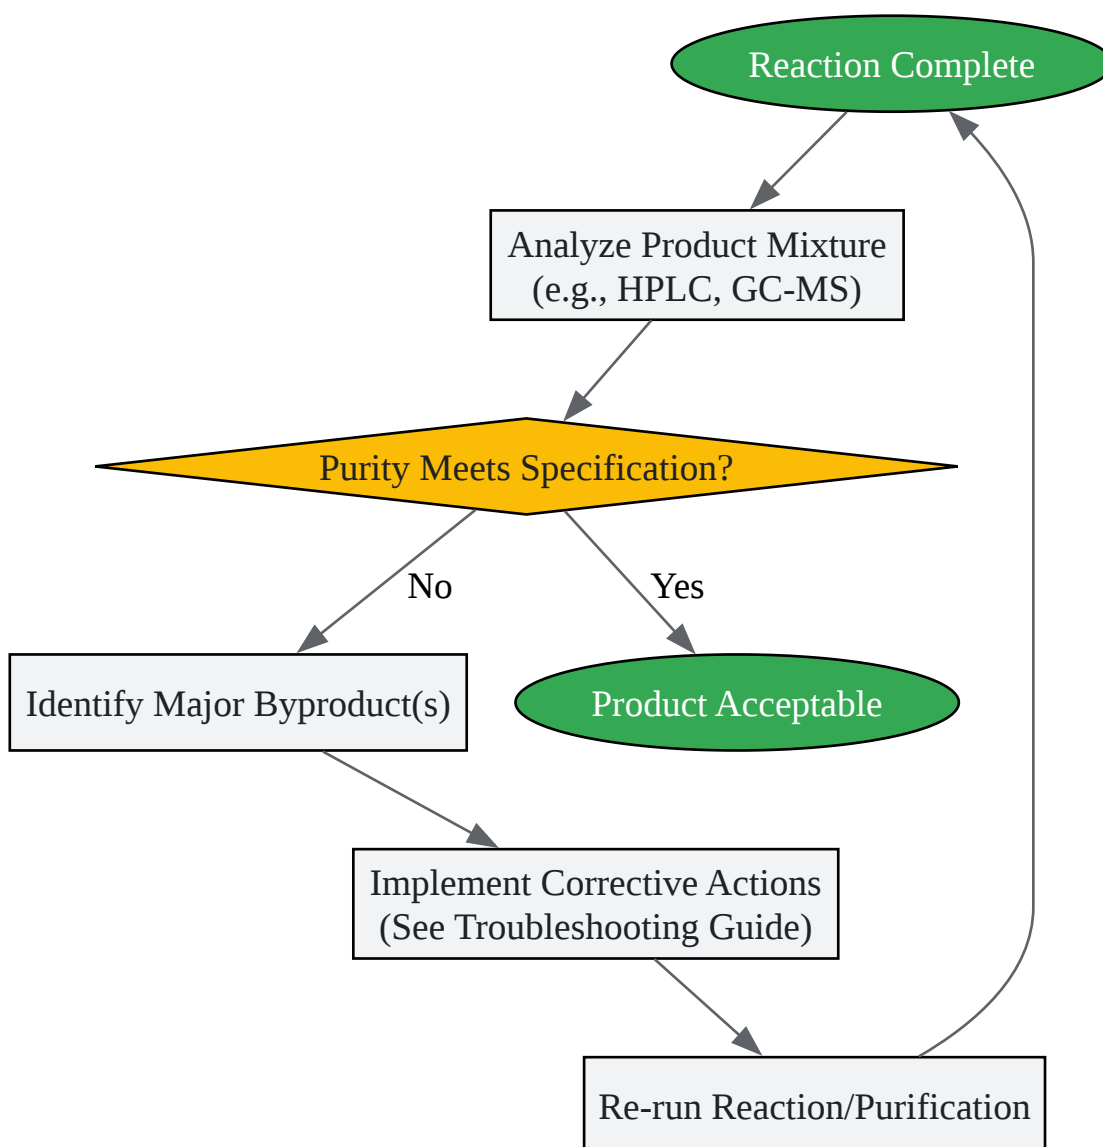 Reaction Complete
Analyze Product Mixture
(e.g., HPLC, GC-MS)
Purity Meets Specification?
No
Yes
Identify Major Byproduct(s)
Product Acceptable
Implement Corrective Actions
(See Troubleshooting Guide)
Re-run Reaction/Purification